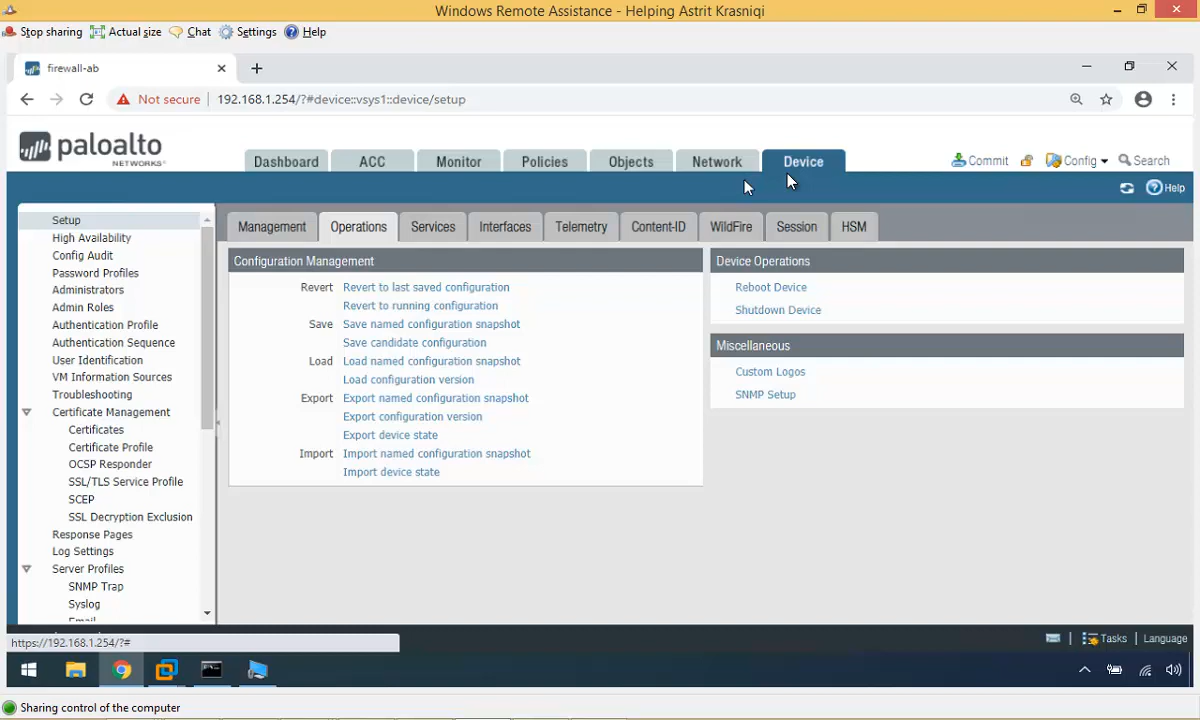 Windows Remote Assistance - Helping Astrit Krasniqi
Stop sharing Actual size Chat Settings Help
firewall-ab
Not secure 192.168.1.254/?#device::vsys1::device/setup
paloalto
NETWORKS
Dashboard ACC Monitor Policies Objects Network Device
Commit Config Search
Help
Setup
High Availability
Config Audit
Password Profiles
Administrators
Admin Roles
Authentication Profile
Authentication Sequence
User Identification
VM Information Sources
Troubleshooting
Certificate Management
Certificates
Certificate Profile
OCSP Responder
SSL/TLS Service Profile
SCEP
SSL Decryption Exclusion
Response Pages
Log Settings
Server Profiles
SNMP Trap
Syslog
Email
Management Operations Services Interfaces Telemetry Content-ID WildFire Session HSM
Configuration Management
Revert Revert to last saved configuration
Revert to running configuration
Save Save named configuration snapshot
Save candidate configuration
Load Load named configuration snapshot
Load configuration version
Export Export named configuration snapshot
Export configuration version
Export device state
Import Import named configuration snapshot
Import device state
Device Operations
Reboot Device
Shutdown Device
Miscellaneous
Custom Logos
SNMP Setup
https://192.168.1.254/?#
Tasks Language
Sharing control of the computer